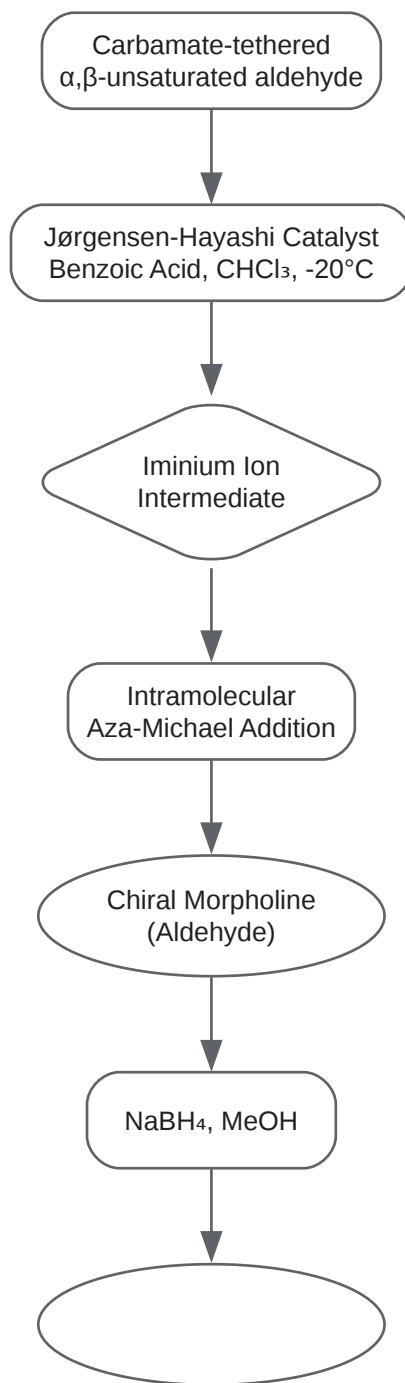 Carbamate-tethered
α,β-unsaturated aldehyde
Jørgensen-Hayashi Catalyst
Benzoic Acid, CHCl₃, -20°C
Iminium Ion
Intermediate
Intramolecular
Aza-Michael Addition
Chiral Morpholine
(Aldehyde)
NaBH₄, MeOH